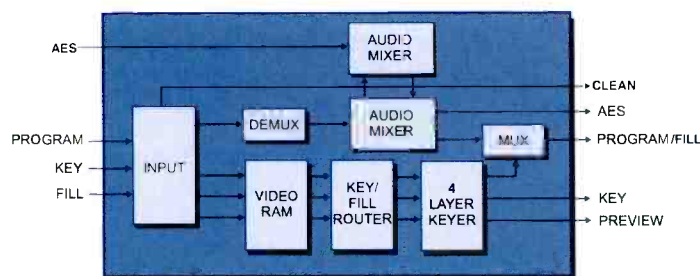 AUDIO
MIXER
AES
CLEAN
AES
DEMUX
AUDIO
MIXER
MUX
PROGRAM
PROGRAM/FILL
INPUT
KEY
FILL
VIDEO
RAM
KEY/
FILL
ROUTER
4
LAYER
KEYER
KEY
PREVIEW